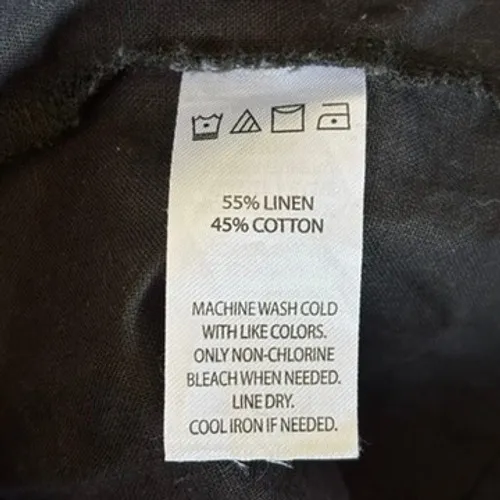 55% LINEN
45% COTTON
MACHINE WASH COLD
WITH LIKE COLORS.
ONLY NON-CHLORINE
BLEACH WHEN NEEDED.
LINE DRY.
COOL IRON IF NEEDED.